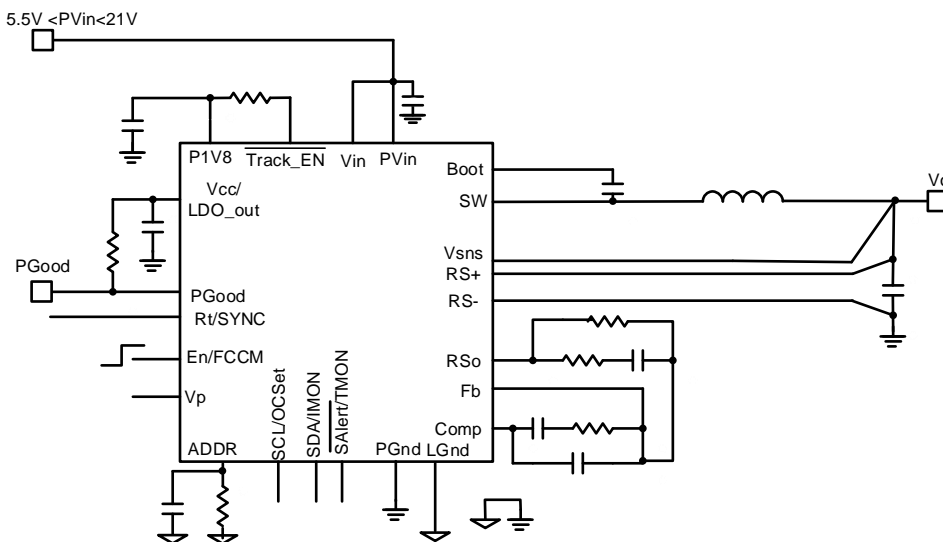 5.5V <PVin<21V
P1V8
Track_EN
Vin
PVin
Vcc/
LDO_out
Boot
SW
Vsns
RS+
RS-
PGood
PGood
Rt/SYNC
En/FCCM
Vp
RSo
Fb
Comp
ADDR
SCL/OCSet
SDA/IMON
SAlert/TMON
PGnd
LGnd